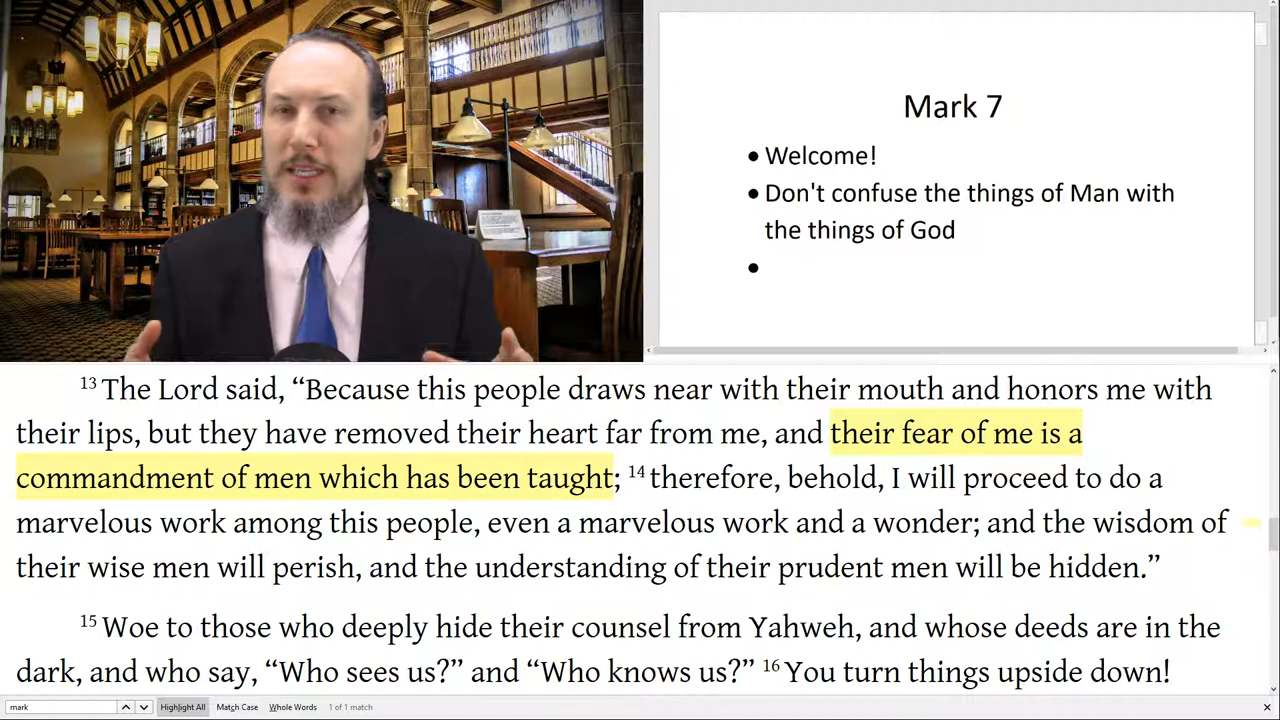 Mark 7
• Welcome!
• Don't confuse the things of Man with
the things of God
•
13 The Lord said, “Because this people draws near with their mouth and honors me with
their lips, but they have removed their heart far from me, and their fear of me is a
commandment of men which has been taught; 14 therefore, behold, I will proceed to do a
marvelous work among this people, even a marvelous work and a wonder; and the wisdom of
their wise men will perish, and the understanding of their prudent men will be hidden.”
15 Woe to those who deeply hide their counsel from Yahweh, and whose deeds are in the
dark, and who say, “Who sees us?” and “Who knows us?” 16 You turn things upside down!
mark Highlight All Match Case Whole Words 1 of 1 match